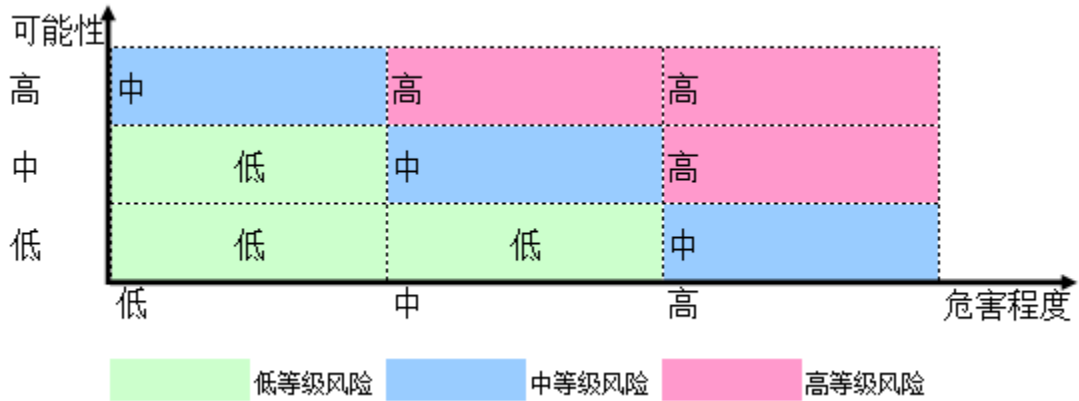 可能性
高 中 高 高
中 低 中 高
低 低 低 中
低 中 高 危害程度
低等级风险 中等级风险 高等级风险